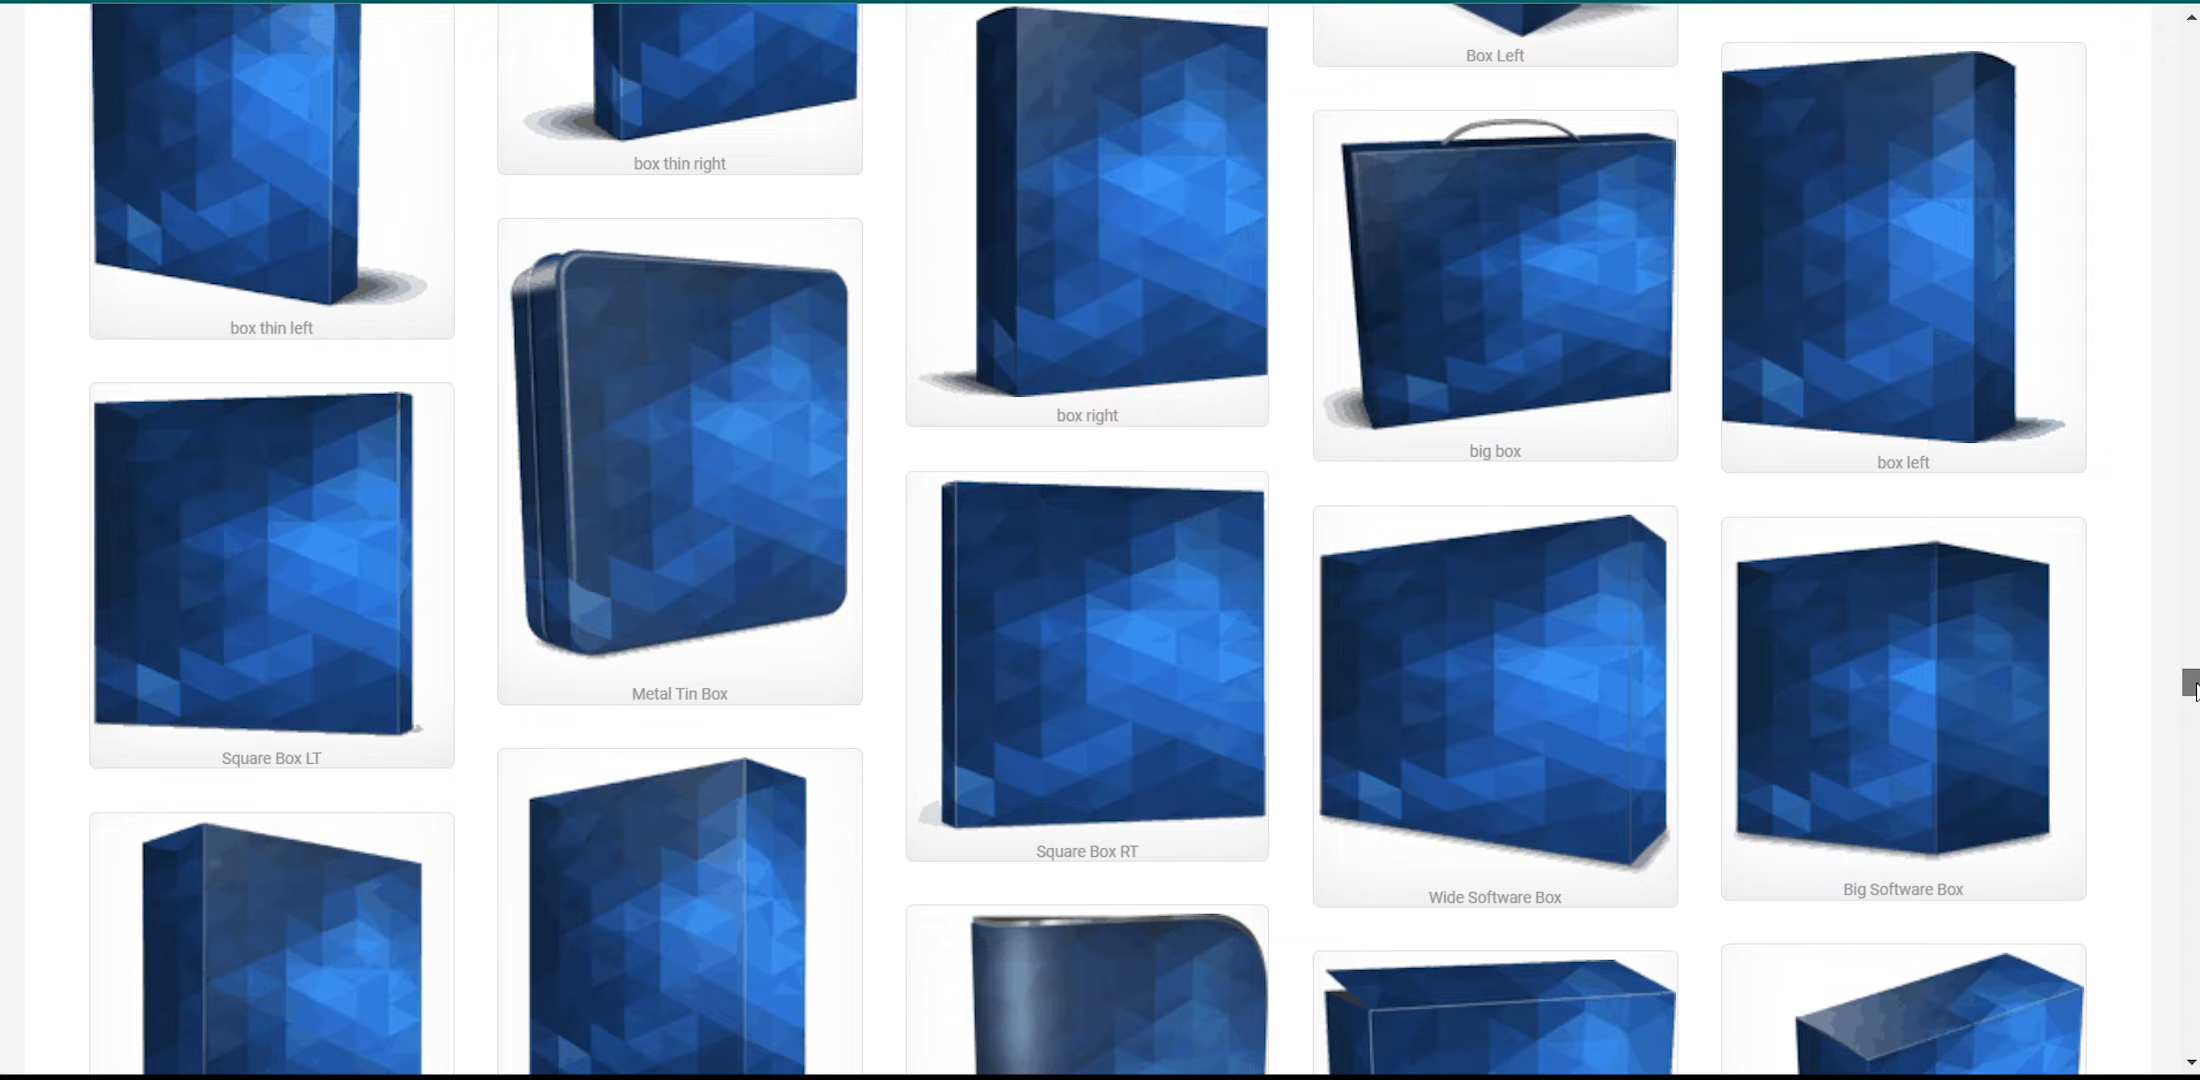 Box Left
box thin right
box thin left
box right
big box
box left
Metal Tin Box
Square Box LT
Square Box RT
Wide Software Box
Big Software Box